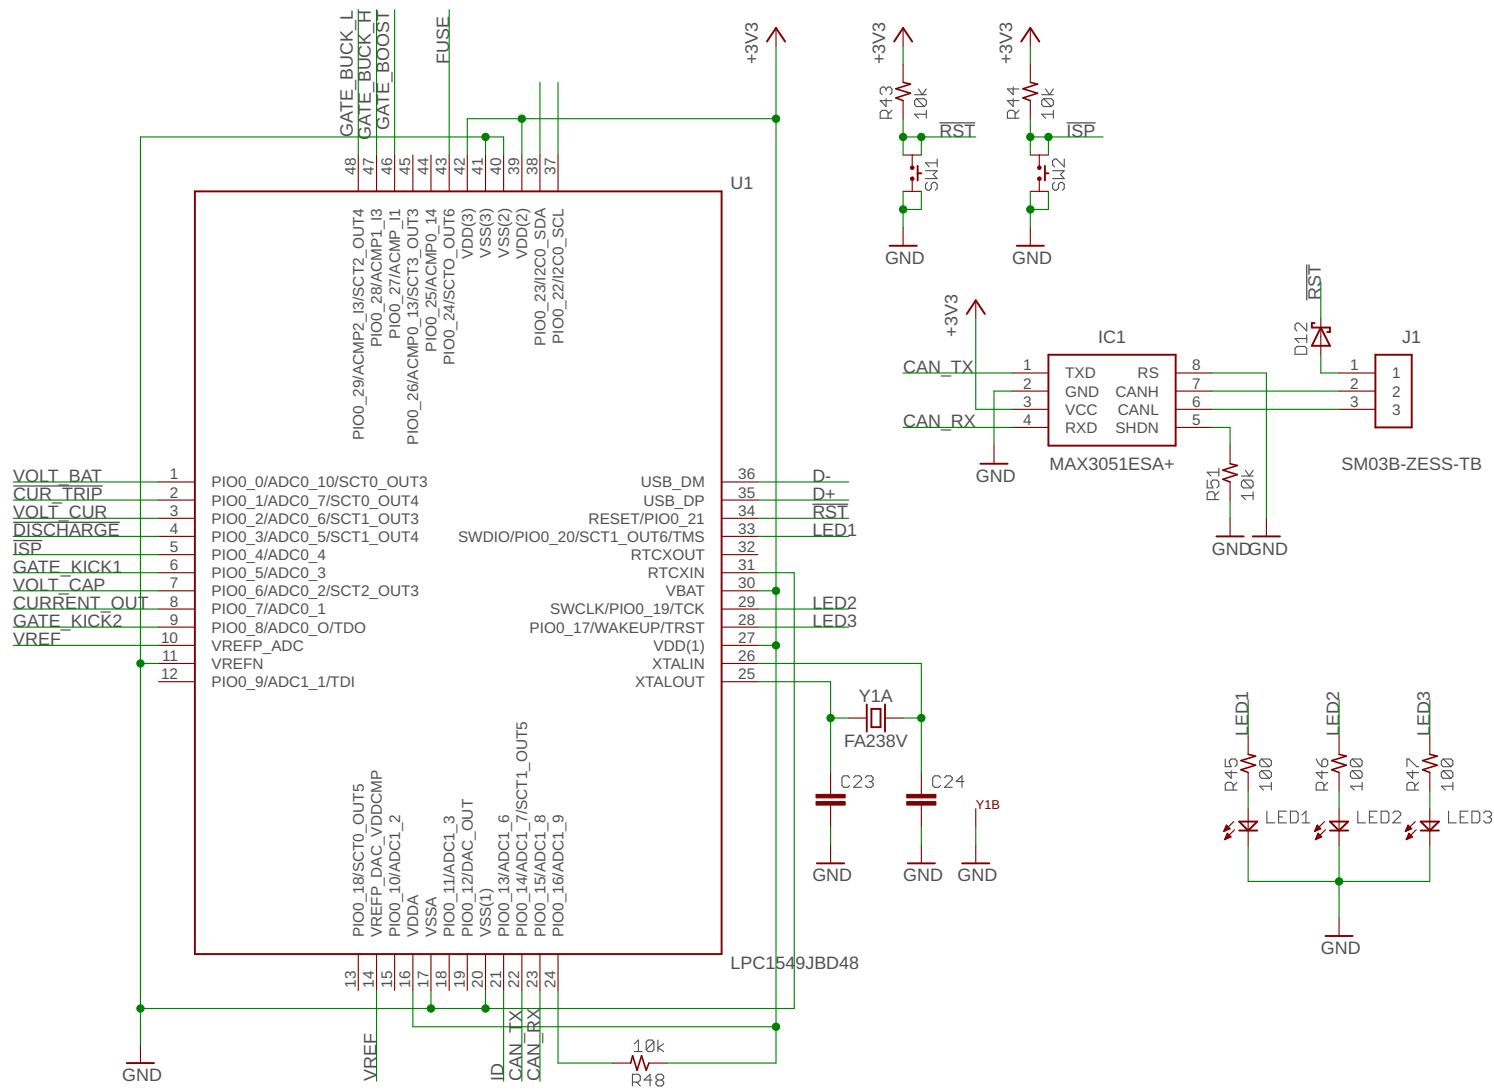 GATE_BUCK_L
GATE_BUCK_H
GATE_BOOST
FUSE
+3V3
+3V3
+3V3
R43
10k
R44
10k
RST
ISP
SW1
SW2
GND
GND
48
47
46
45
44
43
42
41
40
39
38
37
U1
PIO0_29/ACMP2_I3/SCT2_OUT4
PIO0_28/ACMP1_I3
PIO0_27/ACMP_I1
PIO0_26/ACMP0_13/SCT3_OUT3
PIO0_25/ACMP0_14
PIO0_24/SCTO_OUT6
VDD(3)
VSS(3)
VSS(2)
VDD(2)
PIO0_23/I2C0_SDA
PIO0_22/I2C0_SCL
RST
D12
+3V3
IC1
J1
CAN_TX
1
TXD
RS
8
1
1
2
GND
CANH
7
2
2
3
VCC
CANL
6
3
3
CAN_RX
4
RXD
SHDN
5
GND
MAX3051ESA+
SM03B-ZESS-TB
R51
10k
GND
GND
VOLT_BAT
1
PIO0_0/ADC0_10/SCT0_OUT3
USB_DM
36
D-
CUR_TRIP
2
PIO0_1/ADC0_7/SCT0_OUT4
USB_DP
35
D+
VOLT_CUR
3
PIO0_2/ADC0_6/SCT1_OUT3
RESET/PIO0_21
34
RST
DISCHARGE
4
PIO0_3/ADC0_5/SCT1_OUT4
SWDIO/PIO0_20/SCT1_OUT6/TMS
33
LED1
ISP
5
PIO0_4/ADC0_4
RTCXOUT
32
GATE_KICK1
6
PIO0_5/ADC0_3
RTCXIN
31
VOLT_CAP
7
PIO0_6/ADC0_2/SCT2_OUT3
VBAT
30
CURRENT_OUT
8
PIO0_7/ADC0_1
SWCLK/PIO0_19/TCK
29
LED2
GATE_KICK2
9
PIO0_8/ADC0_O/TDO
PIO0_17/WAKEUP/TRST
28
LED3
VREF
10
VREFP_ADC
VDD(1)
27
11
VREFN
XTALIN
26
12
PIO0_9/ADC1_1/TDI
XTALOUT
25
Y1A
FA238V
C23
C24
Y1B
GND
GND
GND
LED1
LED2
LED3
R45
100
R46
100
R47
100
LED1
LED2
LED3
GND
PIO0_18/SCT0_OUT5
VREFP_DAC_VDDCMP
PIO0_10/ADC1_2
VDDA
VSSA
PIO0_11/ADC1_3
PIO0_12/DAC_OUT
VSS(1)
PIO0_13/ADC1_6
PIO0_14/ADC1_7/SCT1_OUT5
PIO0_15/ADC1_8
PIO0_16/ADC1_9
LPC1549JBD48
13
14
15
16
17
18
19
20
21
22
23
24
GND
VREF
ID
CAN_TX
CAN_RX
10k
R48